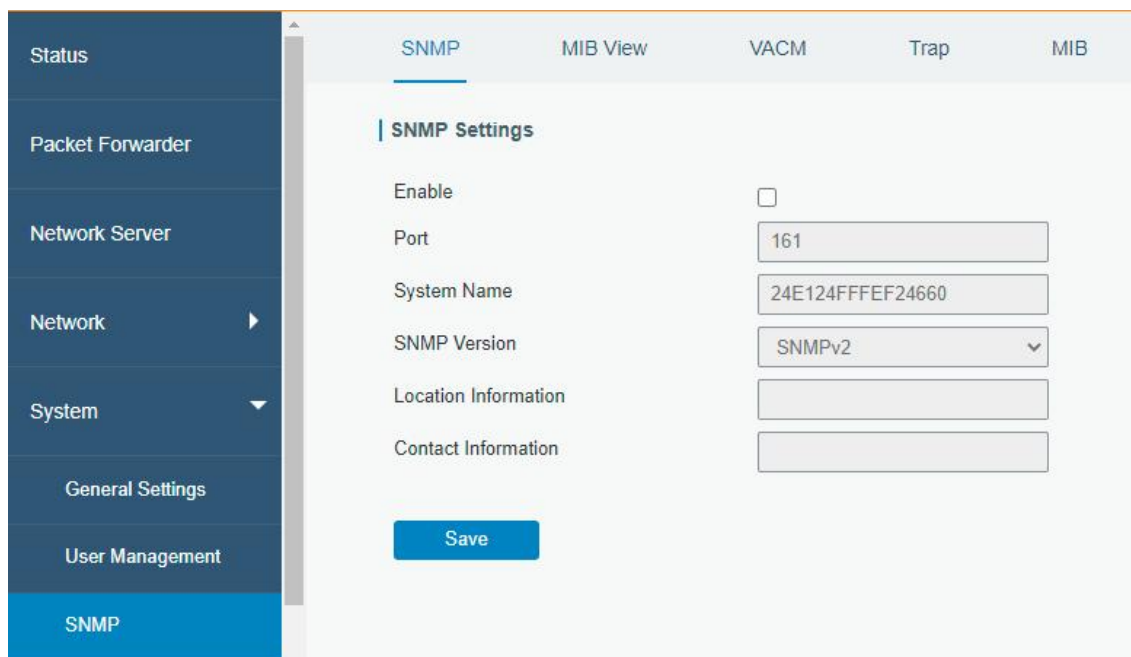 Status
Packet Forwarder
Network Server
Network
System
General Settings
User Management
SNMP
SNMP MIB View VACM Trap MIB
SNMP Settings
Enable
Port 161
System Name 24E124FFFEF24660
SNMP Version SNMPv2
Location Information
Contact Information
Save